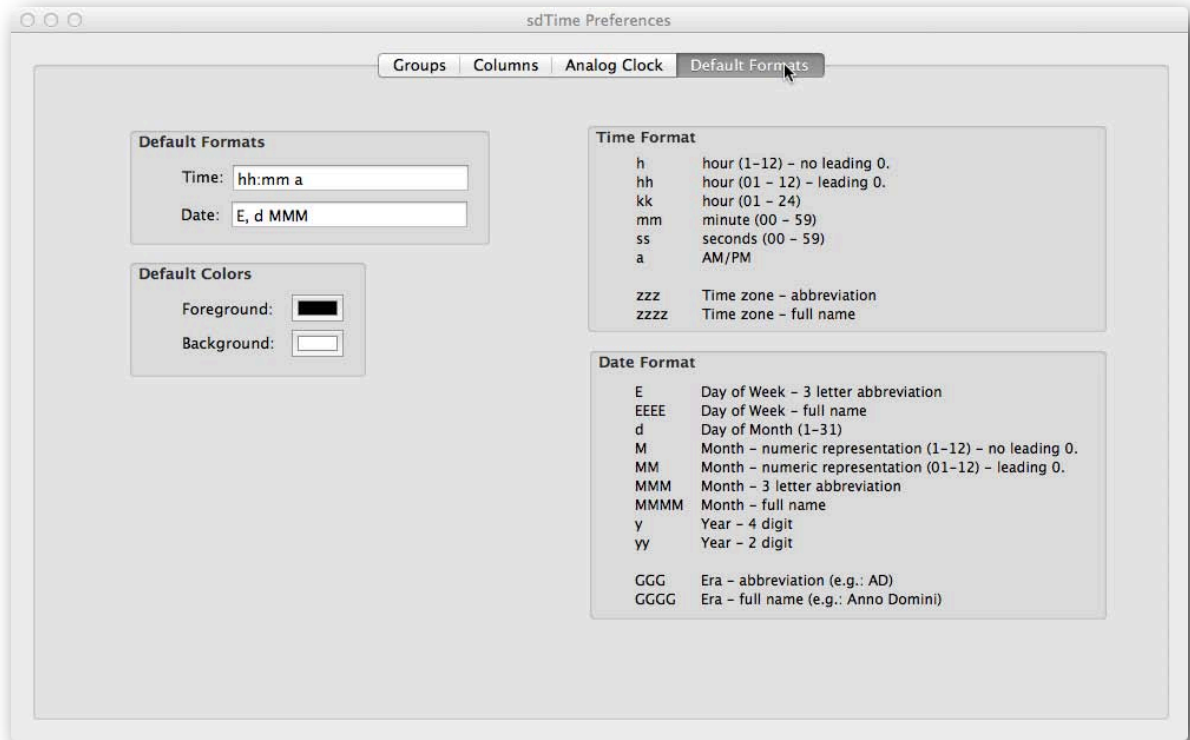 sdTime Preferences
Groups Columns Analog Clock Default Formats
Default Formats
Time: hh:mm a
Date: E, d MMM
Default Colors
Foreground:
Background:
Time Format
h hour (1-12) - no leading 0.
hh hour (01 - 12) - leading 0.
kk hour (01 - 24)
mm minute (00 - 59)
ss seconds (00 - 59)
a AM/PM
zzz Time zone - abbreviation
zzzz Time zone - full name
Date Format
E Day of Week - 3 letter abbreviation
EEEE Day of Week - full name
d Day of Month (1-31)
M Month - numeric representation (1-12) - no leading 0.
MM Month - numeric representation (01-12) - leading 0.
MMM Month - 3 letter abbreviation
MMMM Month - full name
y Year - 4 digit
yy Year - 2 digit
GGG Era - abbreviation (e.g.: AD)
GGGG Era - full name (e.g.: Anno Domini)